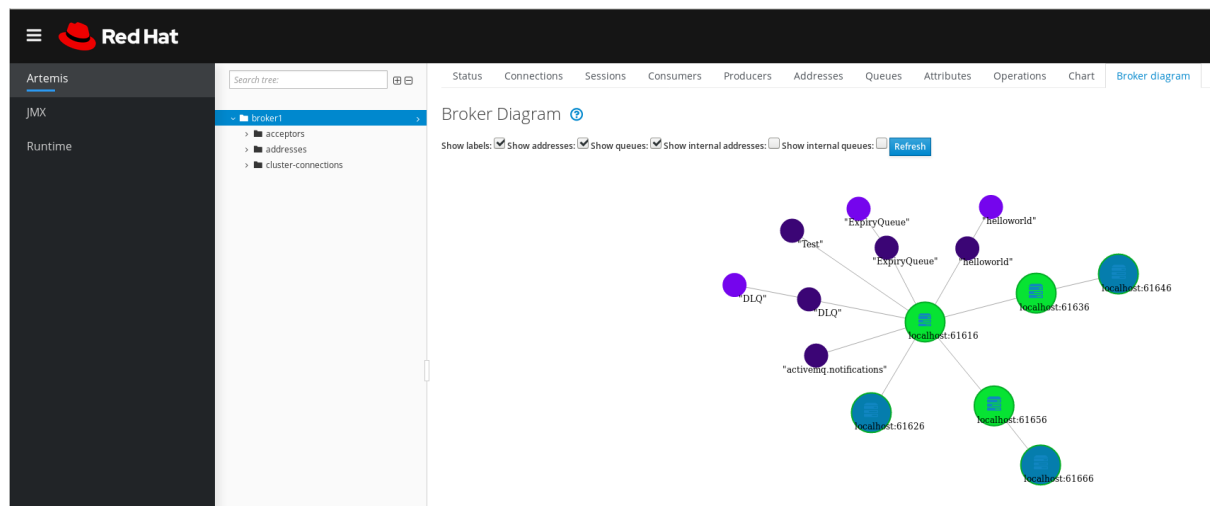 Red Hat
Artemis
JMX
Runtime
Search tree:
broker1
acceptors
addresses
cluster-connections
Status Connections Sessions Consumers Producers Addresses Queues Attributes Operations Chart Broker diagram
Broker Diagram
Show labels: Show addresses: Show queues: Show internal addresses: Show internal queues: Refresh
"ExpiryQueue"
"helloworld"
"Test"
"ExpiryQueue"
"helloworld"
localhost:61646
"DLQ"
localhost:61636
"DLQ"
localhost:61616
"activemq.notifications"
localhost:61656
localhost:61626
localhost:61666